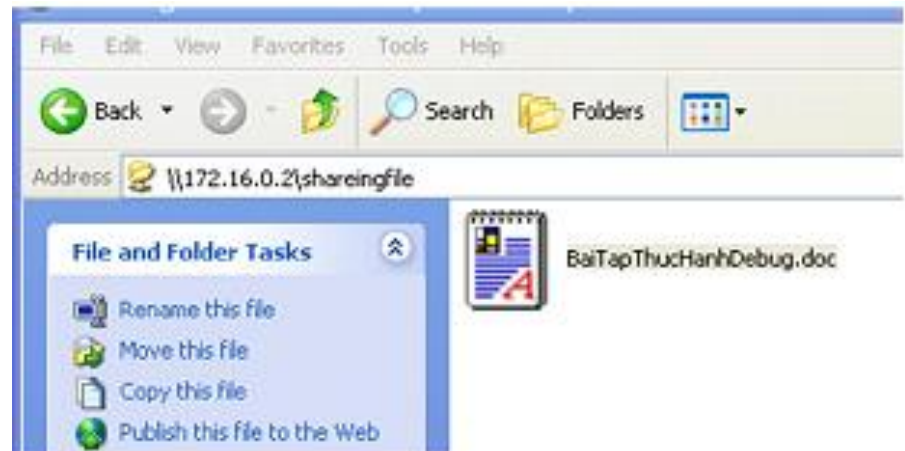 File Edit View Favorites Tools Help
Back Search Folders
Address \\172.16.0.2\shareingfile
File and Folder Tasks
BaiTapThucHanhDebug.doc
Rename this file
Move this file
Copy this file
Publish this file to the Web